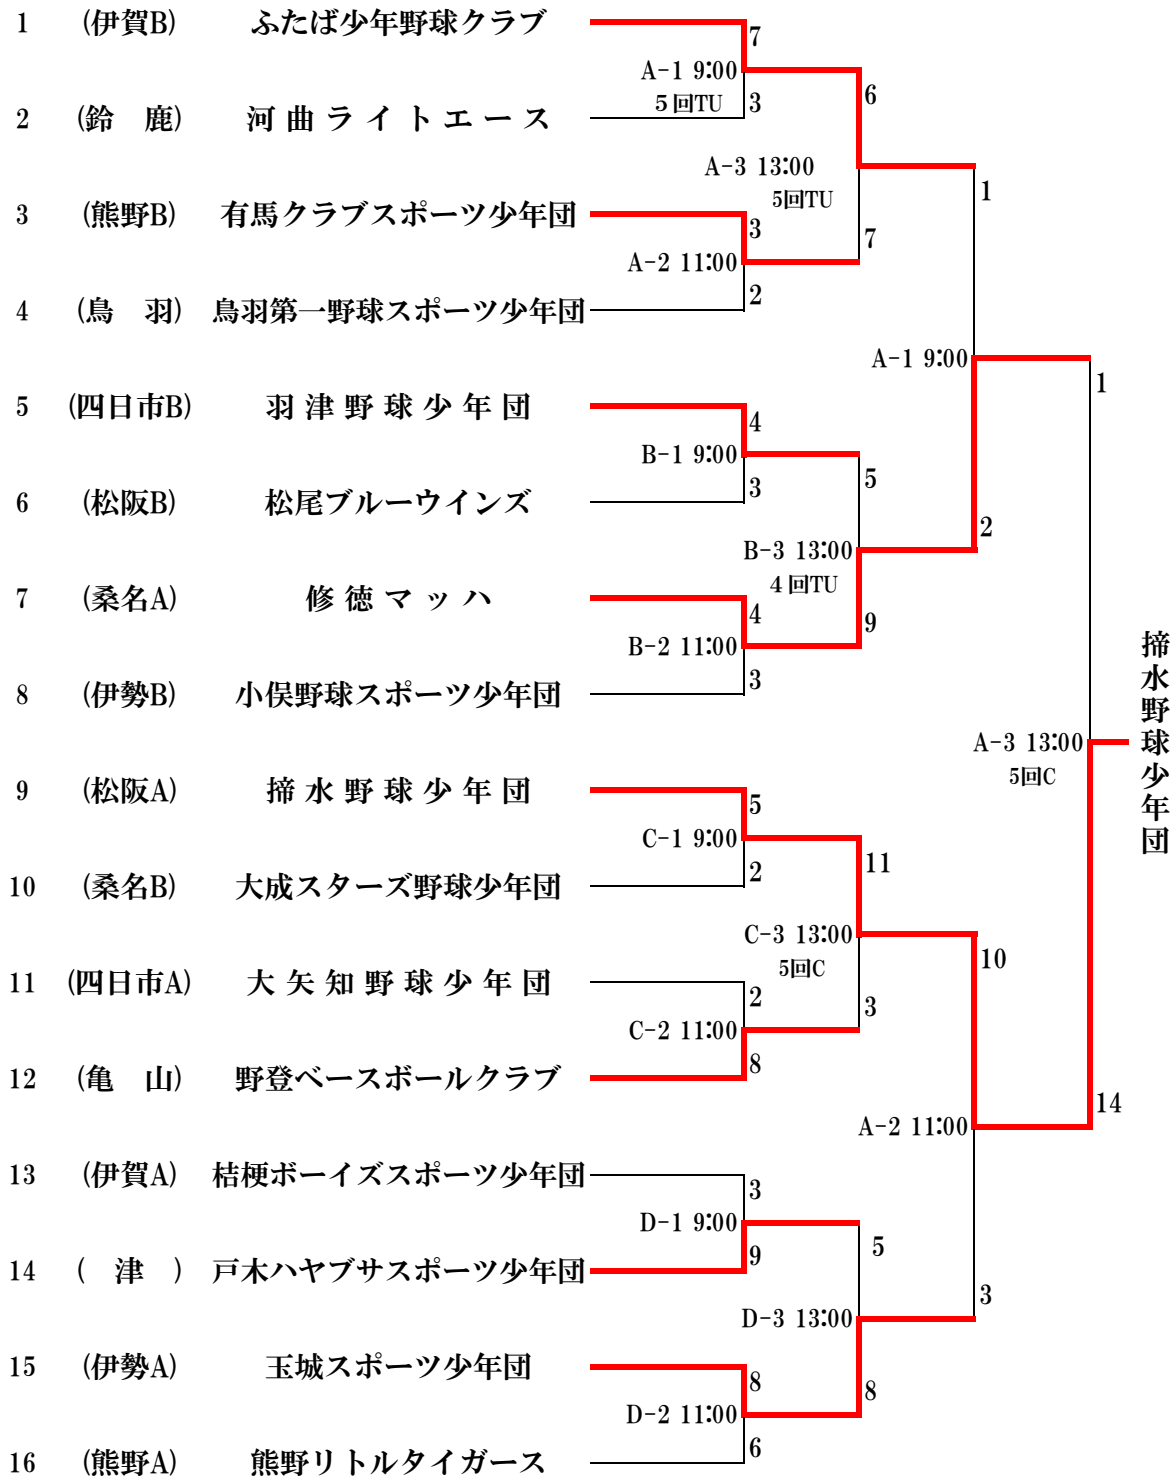 1 (伊賀B) ふたば少年野球クラブ
7
A-1 9:00
5回TU
3
6
2 (鈴　鹿) 河曲ライトエース
A-3 13:00
5回TU
1
3 (熊野B) 有馬クラブスポーツ少年団
3
7
A-2 11:00
2
4 (鳥　羽) 鳥羽第一野球スポーツ少年団
A-1 9:00
1
5 (四日市B) 羽津野球少年団
4
B-1 9:00
3
5
6 (松阪B) 松尾ブルーウインズ
2
B-3 13:00
4回TU
7 (桑名A) 修徳マッハ
4
9
B-2 11:00
3
8 (伊勢B) 小俣野球スポーツ少年団
A-3 13:00
5回C
揥水野球少年団
9 (松阪A) 揥水野球少年団
5
C-1 9:00
2
11
10 (桑名B) 大成スターズ野球少年団
C-3 13:00
5回C
10
11 (四日市A) 大矢知野球少年団
2
3
C-2 11:00
8
12 (亀　山) 野登ベースボールクラブ
14
A-2 11:00
13 (伊賀A) 桔梗ボーイズスポーツ少年団
3
D-1 9:00
9
5
14 (　津　) 戸木ハヤブサスポーツ少年団
3
D-3 13:00
15 (伊勢A) 玉城スポーツ少年団
8
8
D-2 11:00
6
16 (熊野A) 熊野リトルタイガース